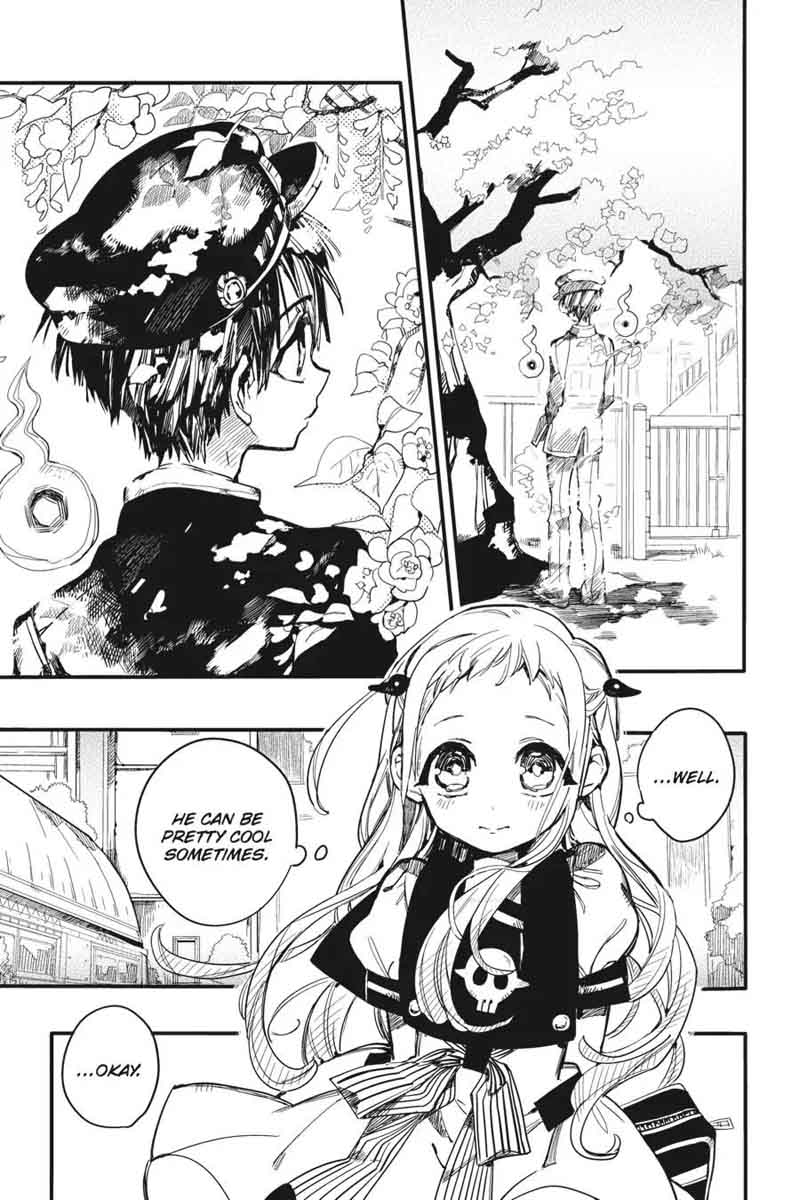 ...WELL.
HE CAN BE
PRETTY COOL
SOMETIMES.
...OKAY.